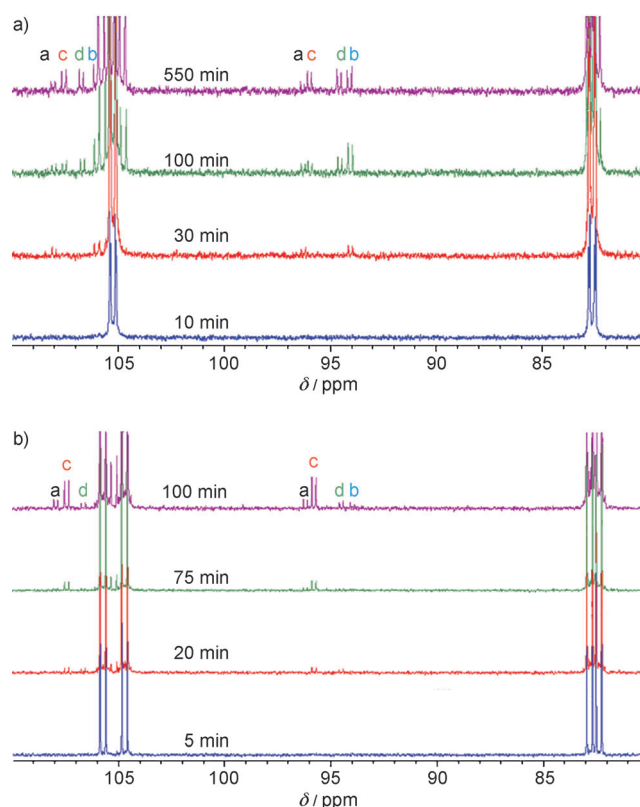 a)
a c d b a c d b
550 min
100 min
30 min
10 min
105 100 95 90 85
δ / ppm
b)
c c
a d a d b
100 min
75 min
20 min
5 min
105 100 95 90 85
δ / ppm